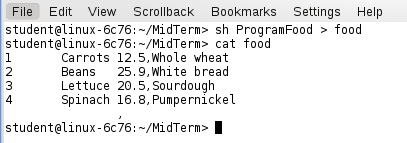 File Edit View Scrollback Bookmarks Settings Help
student@linux-6c76:~/MidTerm> sh ProgramFood > food
student@linux-6c76:~/MidTerm> cat food
1 Carrots 12.5,Whole wheat
2 Beans 25.9,White bread
3 Lettuce 20.5,Sourdough
4 Spinach 16.8,Pumpernickel
,
student@linux-6c76:~/MidTerm>